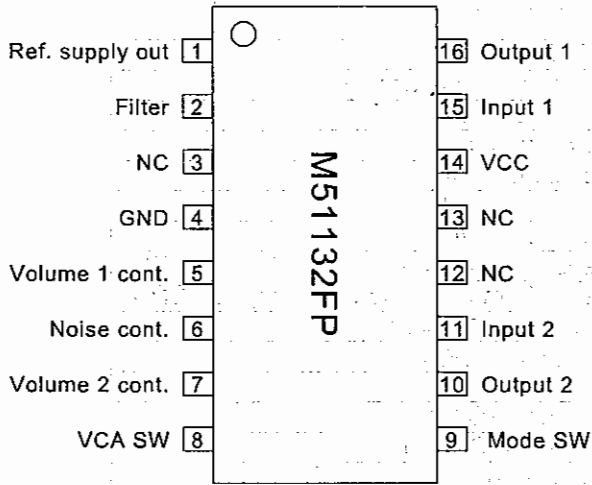 Ref. supply out 1 16 Output 1
Filter 2 15 Input 1
NC 3 14 VCC
GND 4 13 NC
Volume 1 cont. 5 12 NC
Noise cont. 6 11 Input 2
Volume 2 cont. 7 10 Output 2
VCA SW 8 9 Mode SW
M51132FP